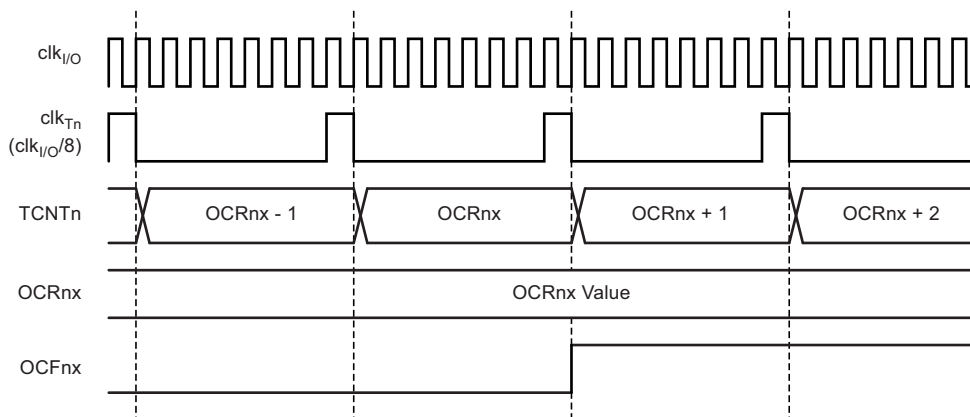 clkI/O
clkTn
(clkI/O/8)
TCNTn
OCRnx - 1
OCRnx
OCRnx + 1
OCRnx + 2
OCRnx
OCRnx Value
OCFnx